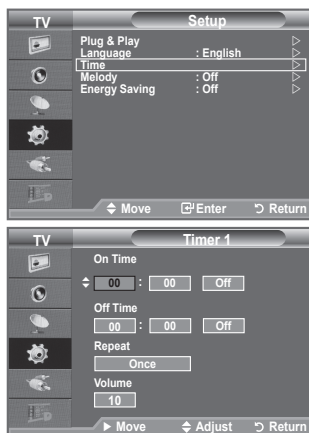 TV Setup
Plug & Play
Language : English
Time
Melody : Off
Energy Saving : Off
Move Enter Return
TV Timer 1
On Time
00 : 00 Off
Off Time
00 : 00 Off
Repeat
Once
Volume
10
Move Adjust Return